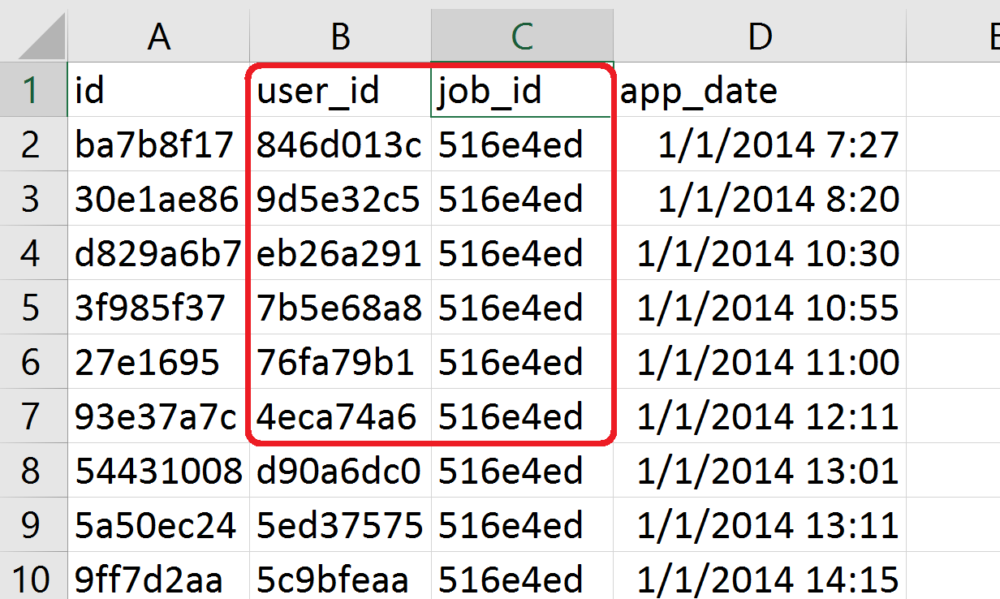 A B C D E
1 id user_id job_id app_date
2 ba7b8f17 846d013c 516e4ed 1/1/2014 7:27
3 30e1ae86 9d5e32c5 516e4ed 1/1/2014 8:20
4 d829a6b7 eb26a291 516e4ed 1/1/2014 10:30
5 3f985f37 7b5e68a8 516e4ed 1/1/2014 10:55
6 27e1695 76fa79b1 516e4ed 1/1/2014 11:00
7 93e37a7c 4eca74a6 516e4ed 1/1/2014 12:11
8 54431008 d90a6dc0 516e4ed 1/1/2014 13:01
9 5a50ec24 5ed37575 516e4ed 1/1/2014 13:11
10 9ff7d2aa 5c9bfeaa 516e4ed 1/1/2014 14:15